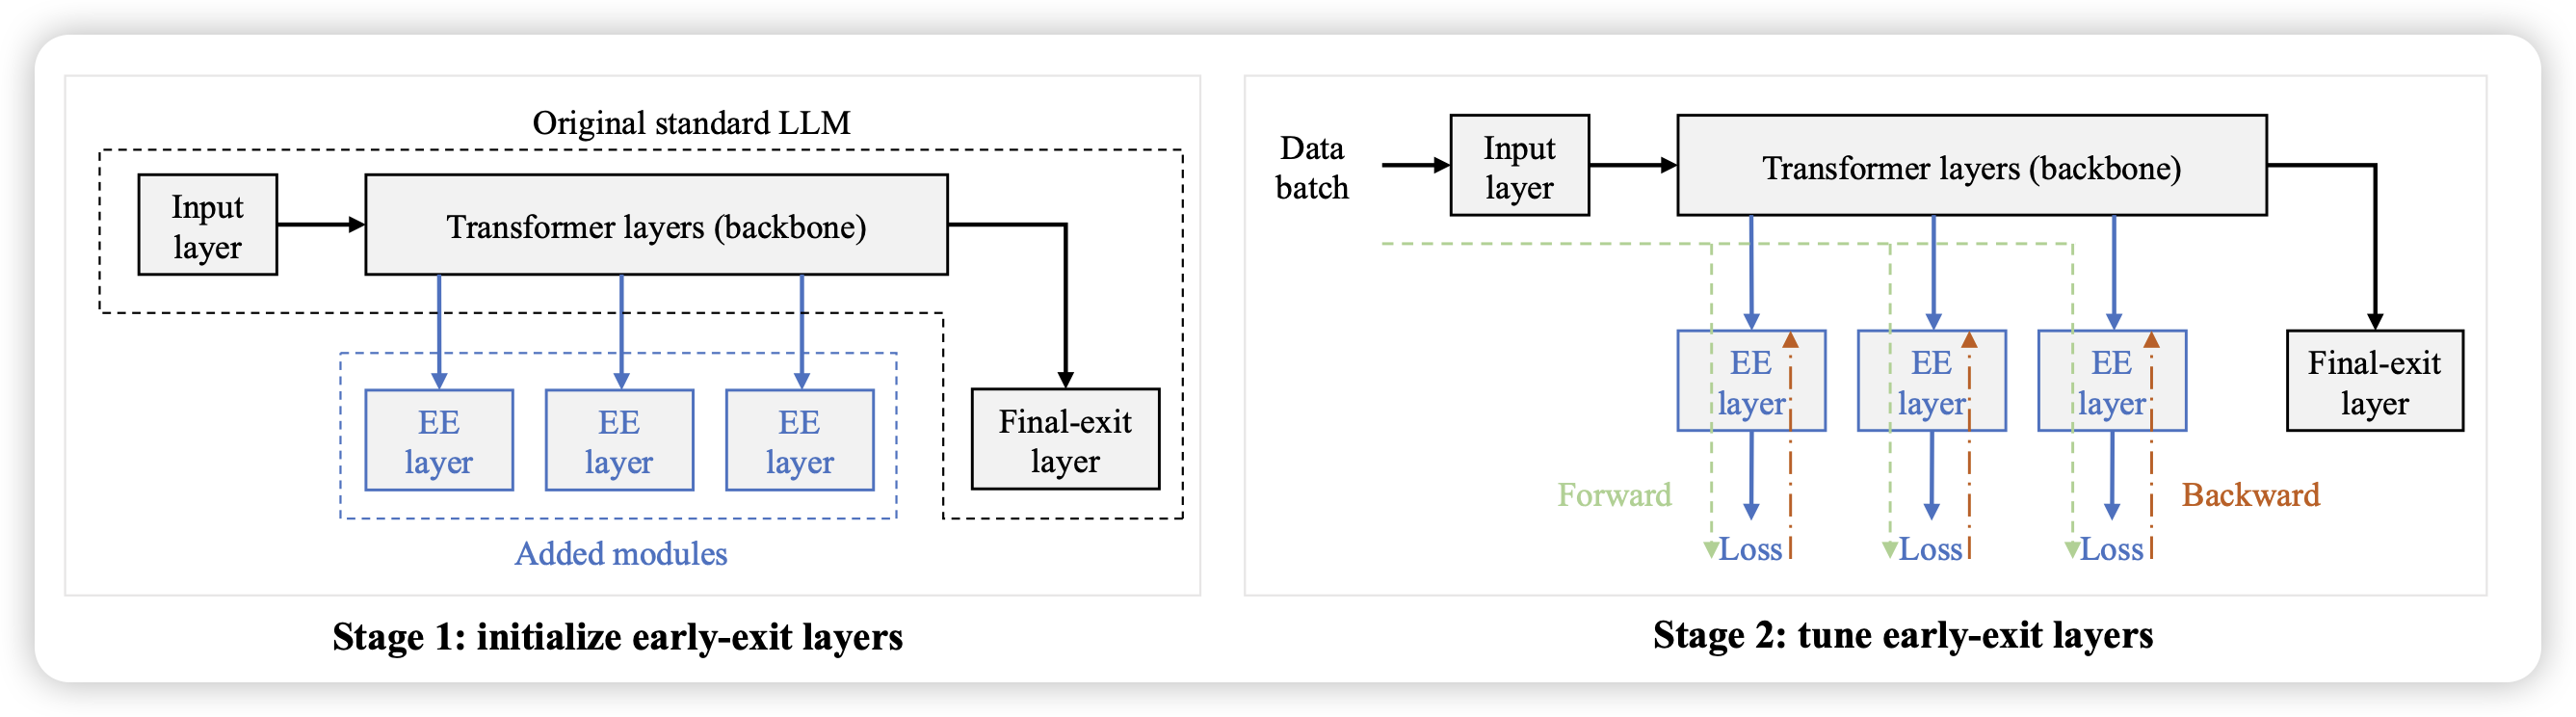 Original standard LLM
Input
layer
Transformer layers (backbone)
EE
layer
EE
layer
EE
layer
Final-exit
layer
Added modules
Stage 1: initialize early-exit layers
Data
batch
Input
layer
Transformer layers (backbone)
EE
layer
EE
layer
EE
layer
Final-exit
layer
Forward
Backward
Loss
Loss
Loss
Stage 2: tune early-exit layers